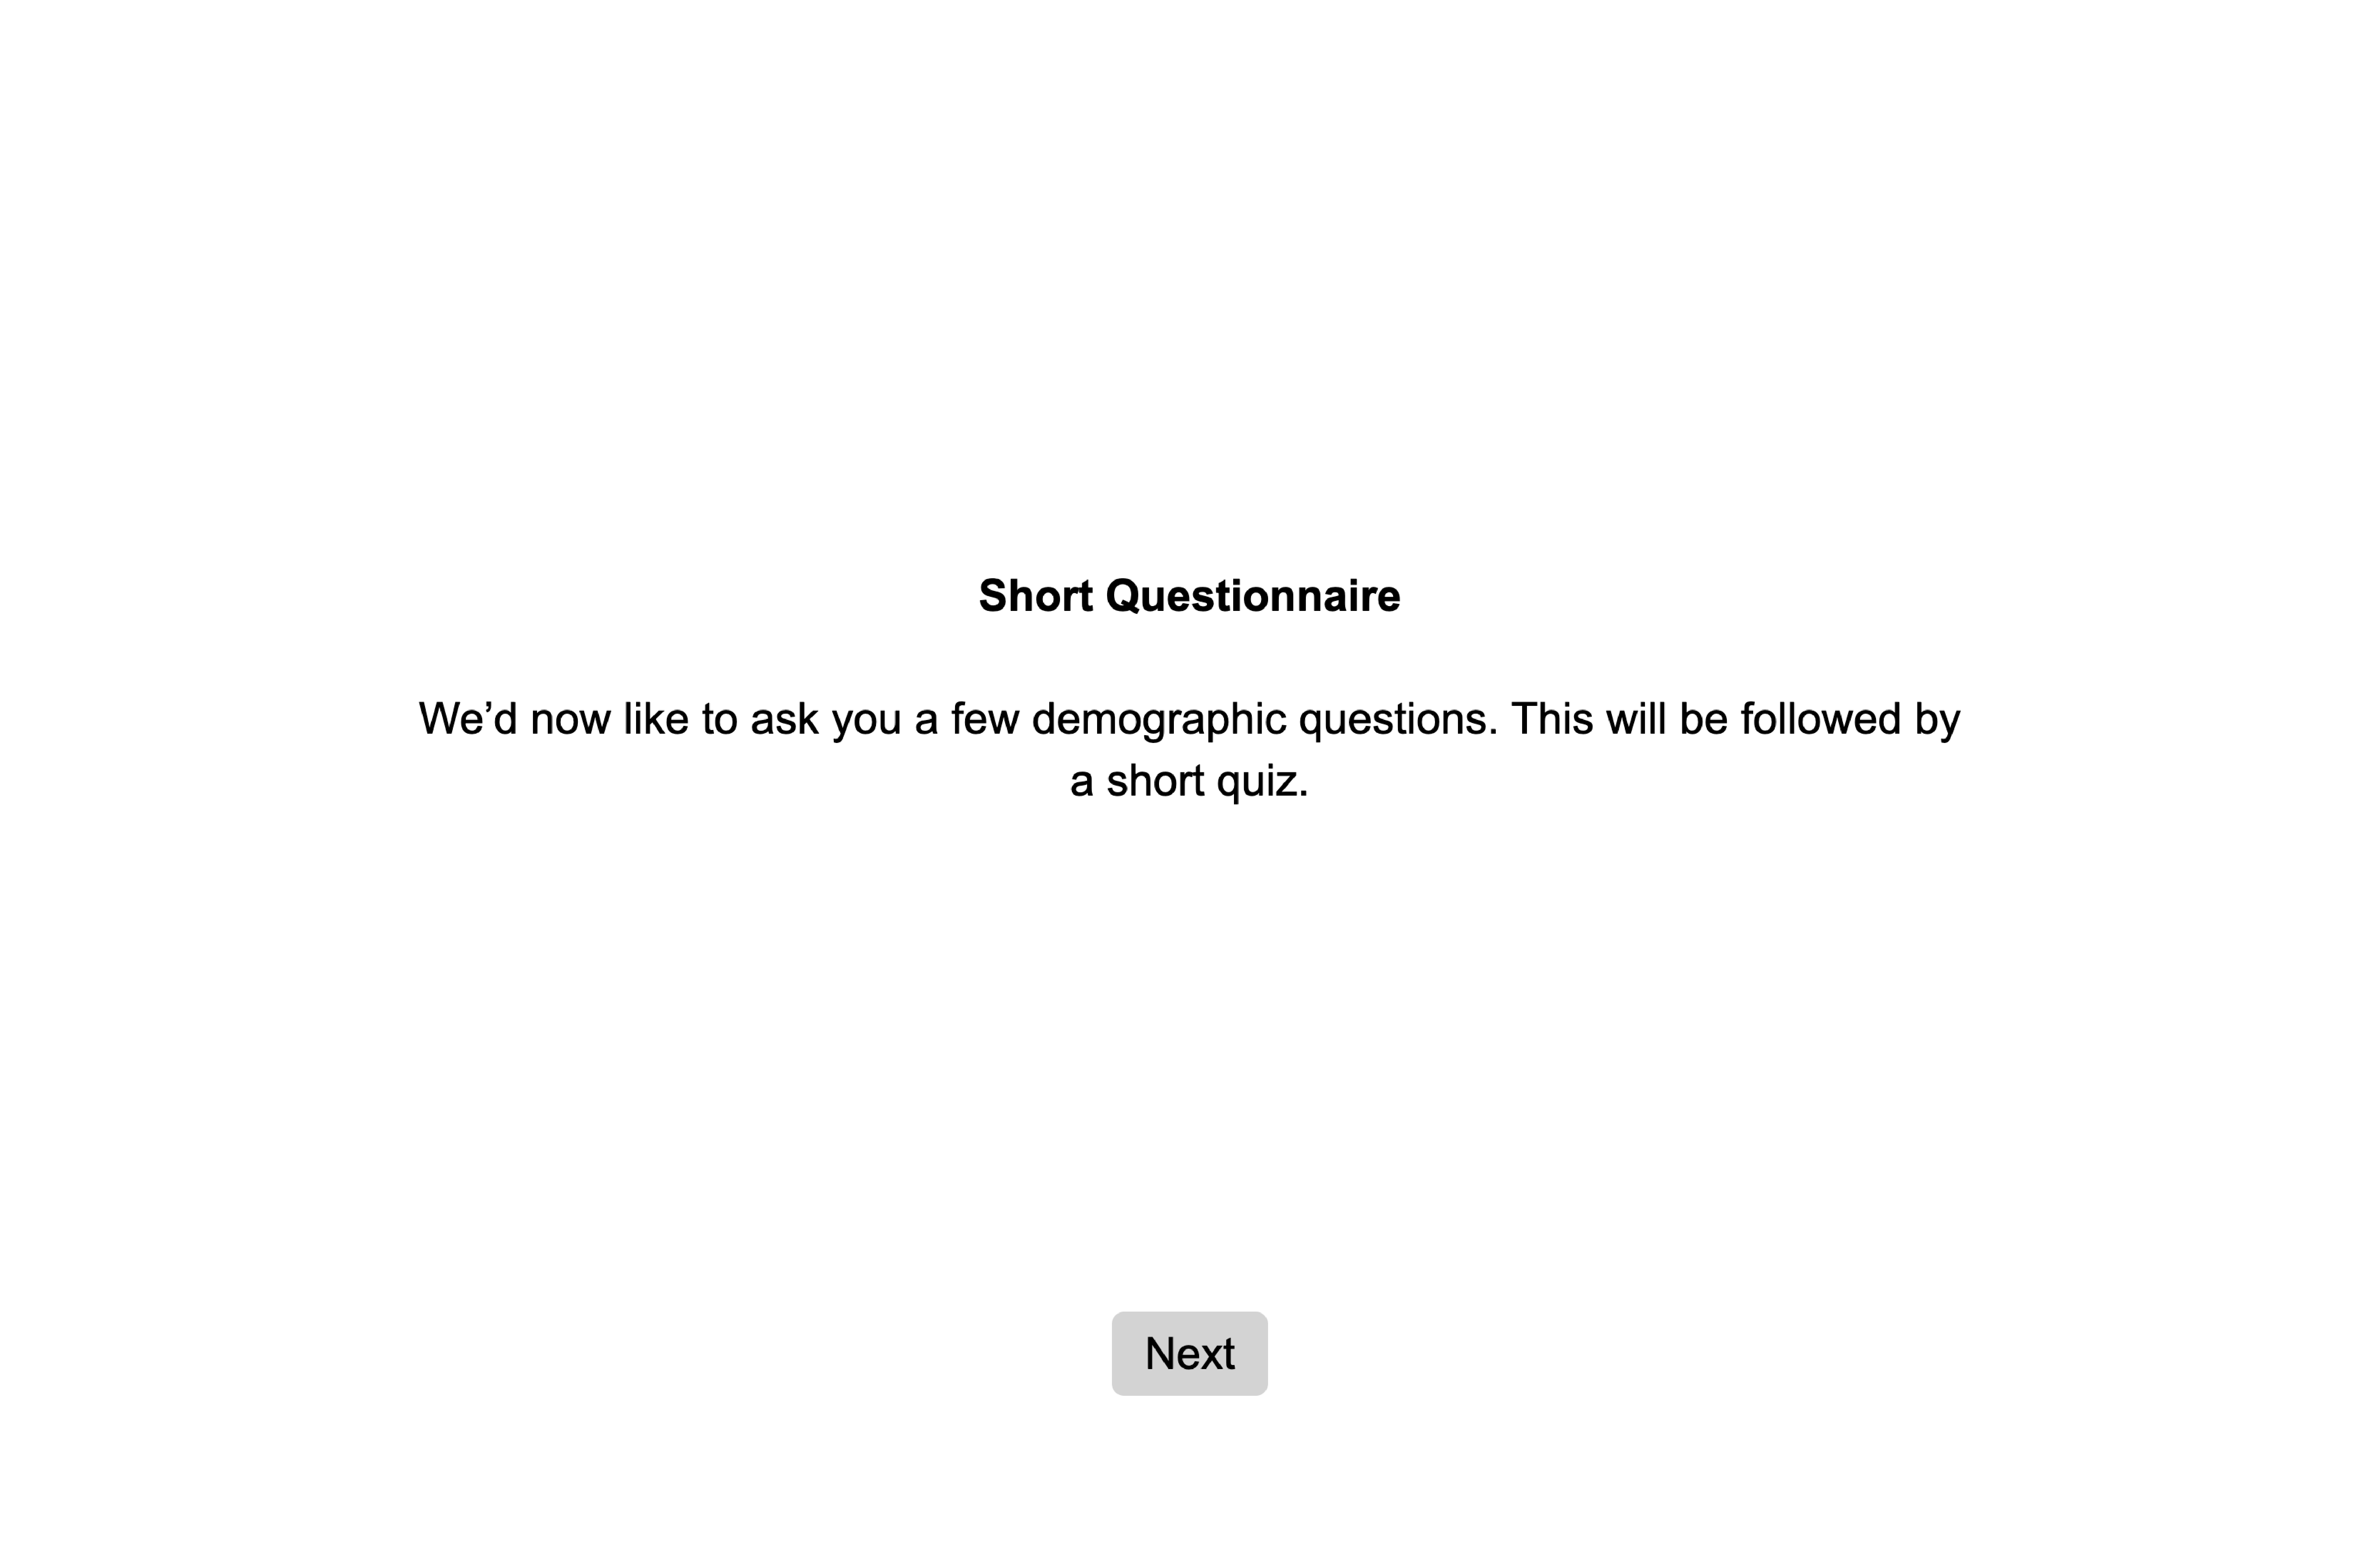 Short Questionnaire
We’d now like to ask you a few demographic questions. This will be followed by
a short quiz.
Next